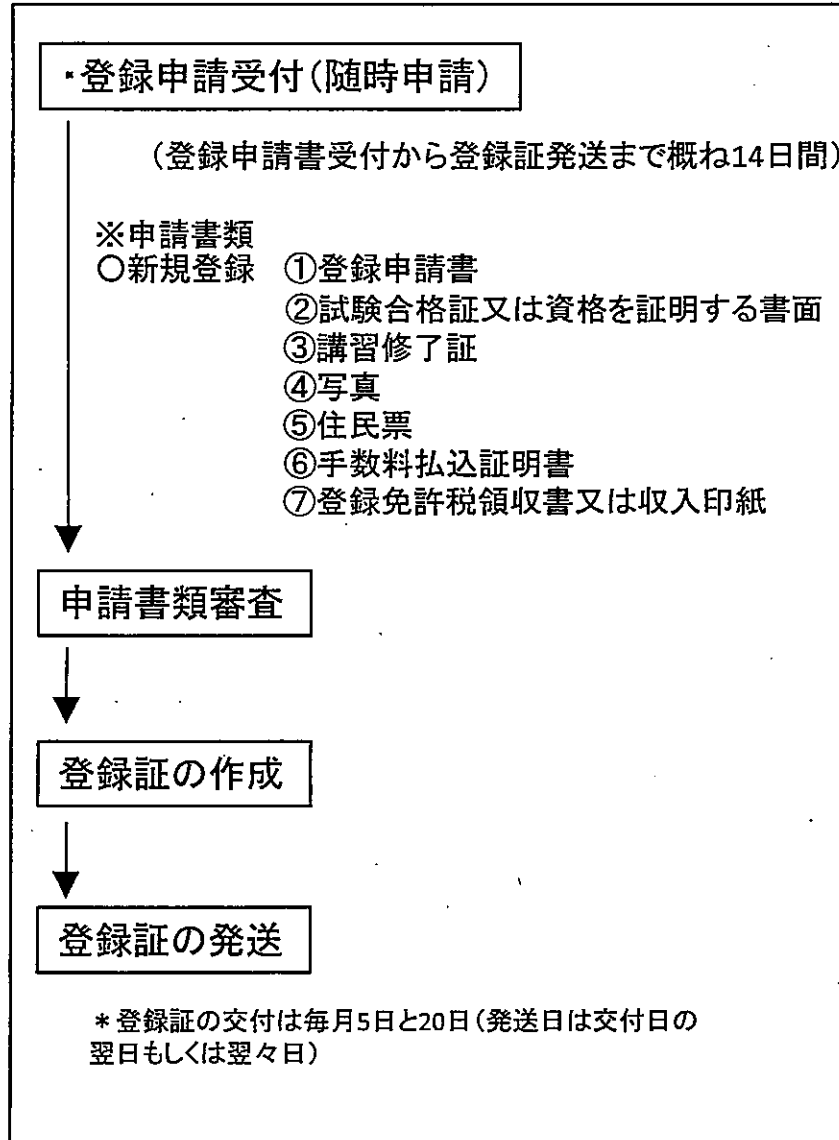 ・登録申請受付(随時申請)
(登録申請書受付から登録証発送まで概ね14日間)
※申請書類
○新規登録 ①登録申請書
②試験合格証又は資格を証明する書面
③講習修了証
④写真
⑤住民票
⑥手数料払込証明書
⑦登録免許税領収書又は収入印紙
申請書類審査
登録証の作成
登録証の発送
*登録証の交付は毎月5日と20日(発送日は交付日の
翌日もしくは翌々日)